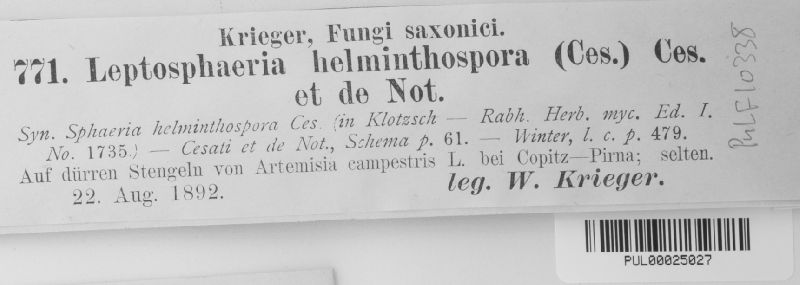 Krieger, Fungi saxonici.
771. Leptosphaeria helminthospora (Ces.) Ces.
et de Not.
Syn. Sphaeria helminthospora Ces. (in Klotzsch — Rabh. Herb. myc. Ed. I.
No. 1735.) — Cesati et de Not., Schema p. 61. — Winter, l. c. p. 479.
Auf dürren Stengeln von Artemisia campestris L. bei Copitz—Pirna; selten.
22. Aug. 1892.
leg. W. Krieger.
PulF10338
PUL00025027